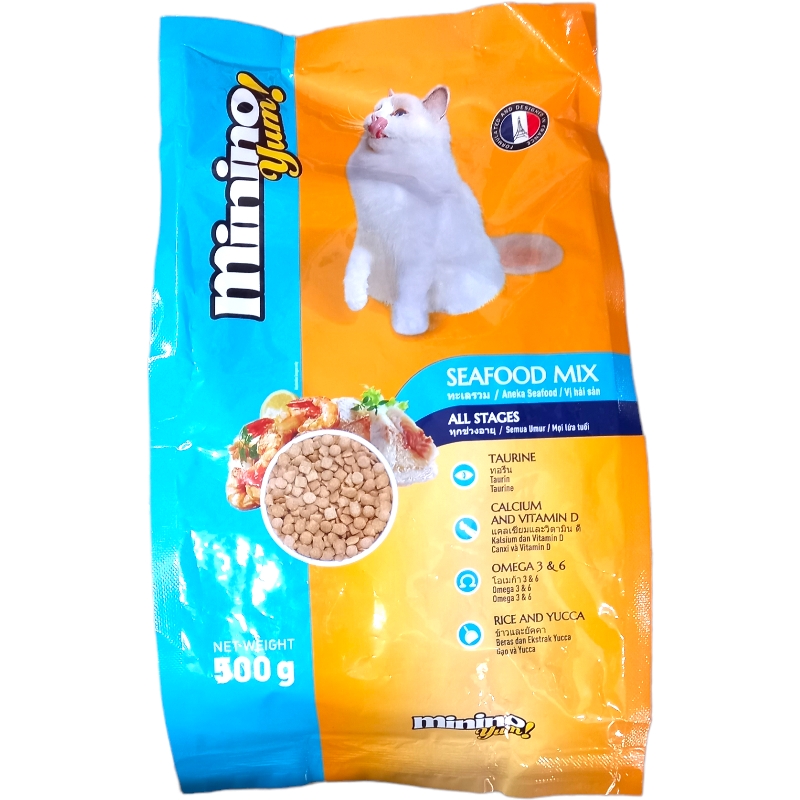 minino
Yum!
FORMULATED AND DESIGNED IN FRANCE
SEAFOOD MIX
ทะเลรวม / Aneka Seafood / Vị hải sản
ALL STAGES
ทุกช่วงอายุ / Semua Umur / Mọi lứa tuổi
TAURINE
ทอรีน
Taurin
Taurine
CALCIUM
AND VITAMIN D
แคลเซียมและวิตามิน ดี
Kalsium dan Vitamin D
Canxi và Vitamin D
OMEGA 3 & 6
โอเมก้า 3 & 6
Omega 3 & 6
Omega 3 & 6
RICE AND YUCCA
ข้าวและยัคคา
Beras dan Ekstrak Yucca
Gạo và Yucca
NET WEIGHT
500 g
minino
Yum!